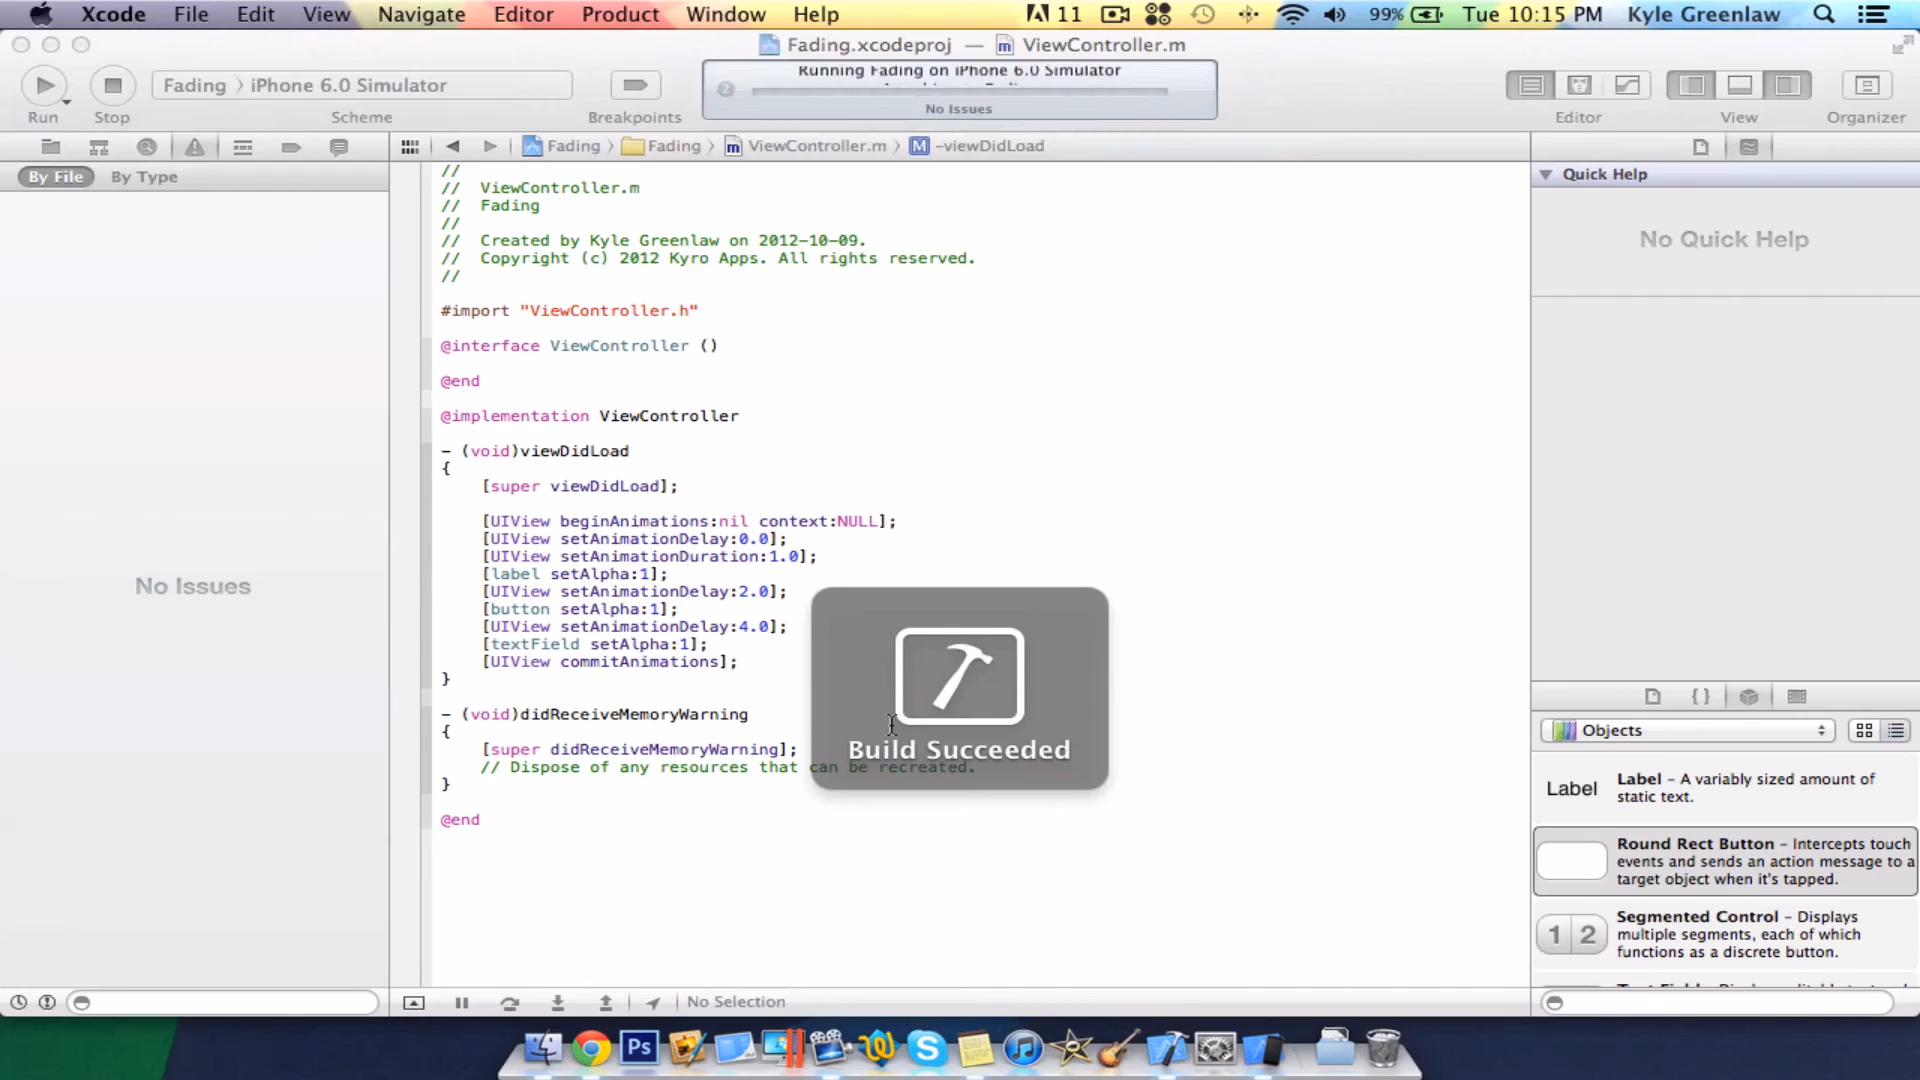 Xcode File Edit View Navigate Editor Product Window Help 11 99% Tue 10:15 PM Kyle Greenlaw
Fading.xcodeproj — ViewController.m
Run Stop
Fading 〉 iPhone 6.0 Simulator
Scheme
Breakpoints
Running Fading on iPhone 6.0 Simulator
2
No Issues
Editor View Organizer
Fading 〉 Fading 〉 ViewController.m 〉 M -viewDidLoad
By File By Type
No Issues
//
// ViewController.m
// Fading
//
// Created by Kyle Greenlaw on 2012-10-09.
// Copyright (c) 2012 Kyro Apps. All rights reserved.
//
#import "ViewController.h"
@interface ViewController ()
@end
@implementation ViewController
- (void)viewDidLoad
{
[super viewDidLoad];
[UIView beginAnimations:nil context:NULL];
[UIView setAnimationDelay:0.0];
[UIView setAnimationDuration:1.0];
[label setAlpha:1];
[UIView setAnimationDelay:2.0];
[button setAlpha:1];
[UIView setAnimationDelay:4.0];
[textField setAlpha:1];
[UIView commitAnimations];
}
- (void)didReceiveMemoryWarning
{
[super didReceiveMemoryWarning];
// Dispose of any resources that can be recreated.
}
@end
Build Succeeded
No Selection
Quick Help
No Quick Help
{ }
Objects
Label
Label - A variably sized amount of
static text.
Round Rect Button - Intercepts touch
events and sends an action message to a
target object when it's tapped.
1 2
Segmented Control - Displays
multiple segments, each of which
functions as a discrete button.
Ps